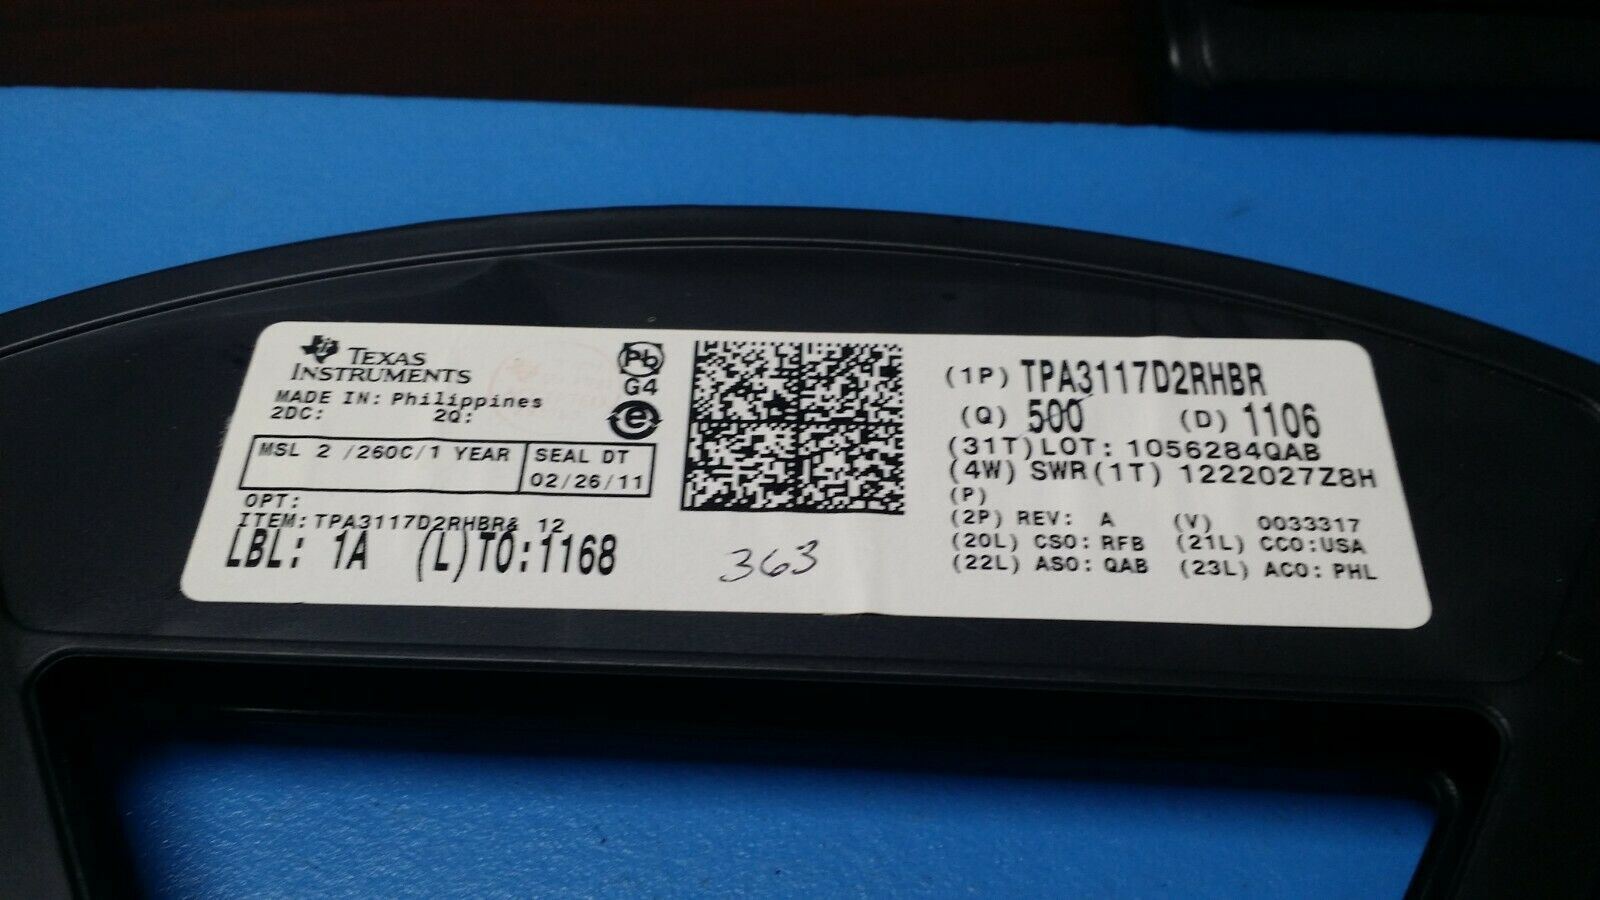 TEXAS
INSTRUMENTS
MADE IN: Philippines
2DC: 2Q:
MSL 2 /260C/1 YEAR
SEAL DT
02/26/11
OPT:
ITEM: TPA3117D2RHBR& 12
LBL: 1A (L)TO:1168
Pb
G4
e
363
(1P) TPA3117D2RHBR
(Q) 500 (D) 1106
(31T)LOT: 1056284QAB
(4W) SWR(1T) 1222027Z8H
(P)
(2P) REV: A (V) 0033317
(20L) CSO: RFB (21L) CCO:USA
(22L) ASO: QAB (23L) ACO: PHL